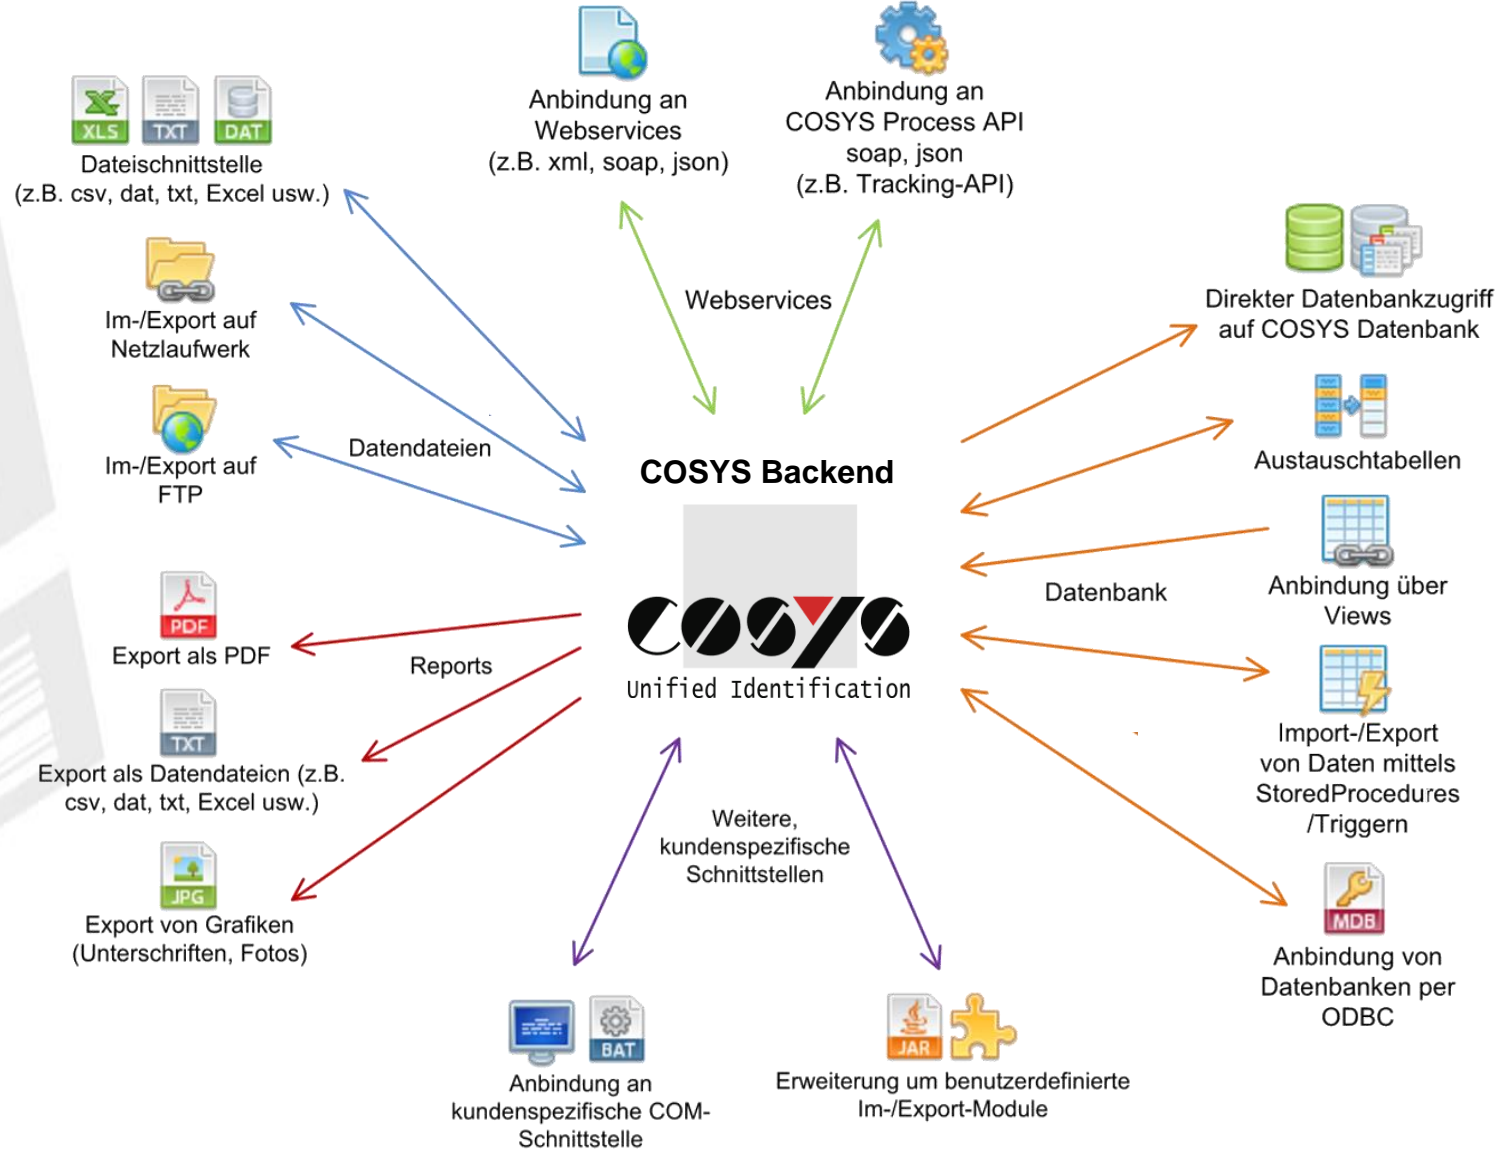 XLS
TXT
DAT
Dateischnittstelle
(z.B. csv, dat, txt, Excel usw.)
Anbindung an
Webservices
(z.B. xml, soap, json)
Anbindung an
COSYS Process API
soap, json
(z.B. Tracking-API)
Im-/Export auf
Netzlaufwerk
Im-/Export auf
FTP
Datendateien
Webservices
Direkter Datenbankzugriff
auf COSYS Datenbank
Austauschtabellen
Anbindung über
Views
Datenbank
COSYS Backend
COSYS
Unified Identification
PDF
Export als PDF
Reports
TXT
Export als Datendateien (z.B.
csv, dat, txt, Excel usw.)
JPG
Export von Grafiken
(Unterschriften, Fotos)
Import-/Export
von Daten mittels
StoredProcedures
/Triggern
MDB
Anbindung von
Datenbanken per
ODBC
Weitere,
kundenspezifische
Schnittstellen
BAT
Anbindung an
kundenspezifische COM-
Schnittstelle
JAR
Erweiterung um benutzerdefinierte
Im-/Export-Module